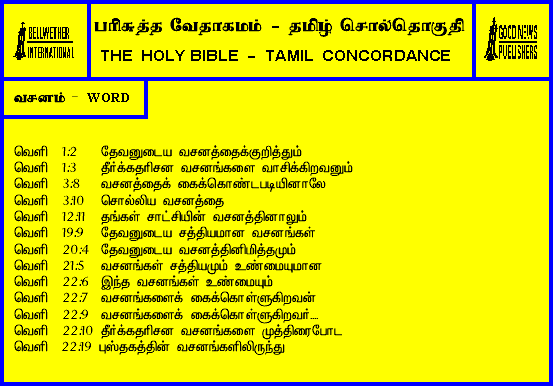 BELLWETHER
INTERNATIONAL
பரிசுத்த வேதாகமம் - தமிழ் சொல்தொகுதி
THE HOLY BIBLE - TAMIL CONCORDANCE
GOOD NEWS
PUBLISHERS
வசனம் - WORD
வெளி 1:2 தேவனுடைய வசனத்தைக்குறித்தும்
வெளி 1:3 தீர்க்கதரிசன வசனங்களை வாசிக்கிறவனும்
வெளி 3:8 வசனத்தைக் கைக்கொண்டபடியினாலே
வெளி 3:10 சொல்லிய வசனத்தை
வெளி 12:11 தங்கள் சாட்சியின் வசனத்தினாலும்
வெளி 19:9 தேவனுடைய சத்தியமான வசனங்கள்
வெளி 20:4 தேவனுடைய வசனத்தினிமித்தமும்
வெளி 21:5 வசனங்கள் சத்தியமும் உண்மையுமான
வெளி 22:6 இந்த வசனங்கள் உண்மையும்
வெளி 22:7 வசனங்களைக் கைக்கொள்ளுகிறவன்
வெளி 22:9 வசனங்களைக் கைக்கொள்ளுகிறவர்....
வெளி 22:10 தீர்க்கதரிசன வசனங்களை முத்திரைபோட
வெளி 22:19 புஸ்தகத்தின் வசனங்களிலிருந்து